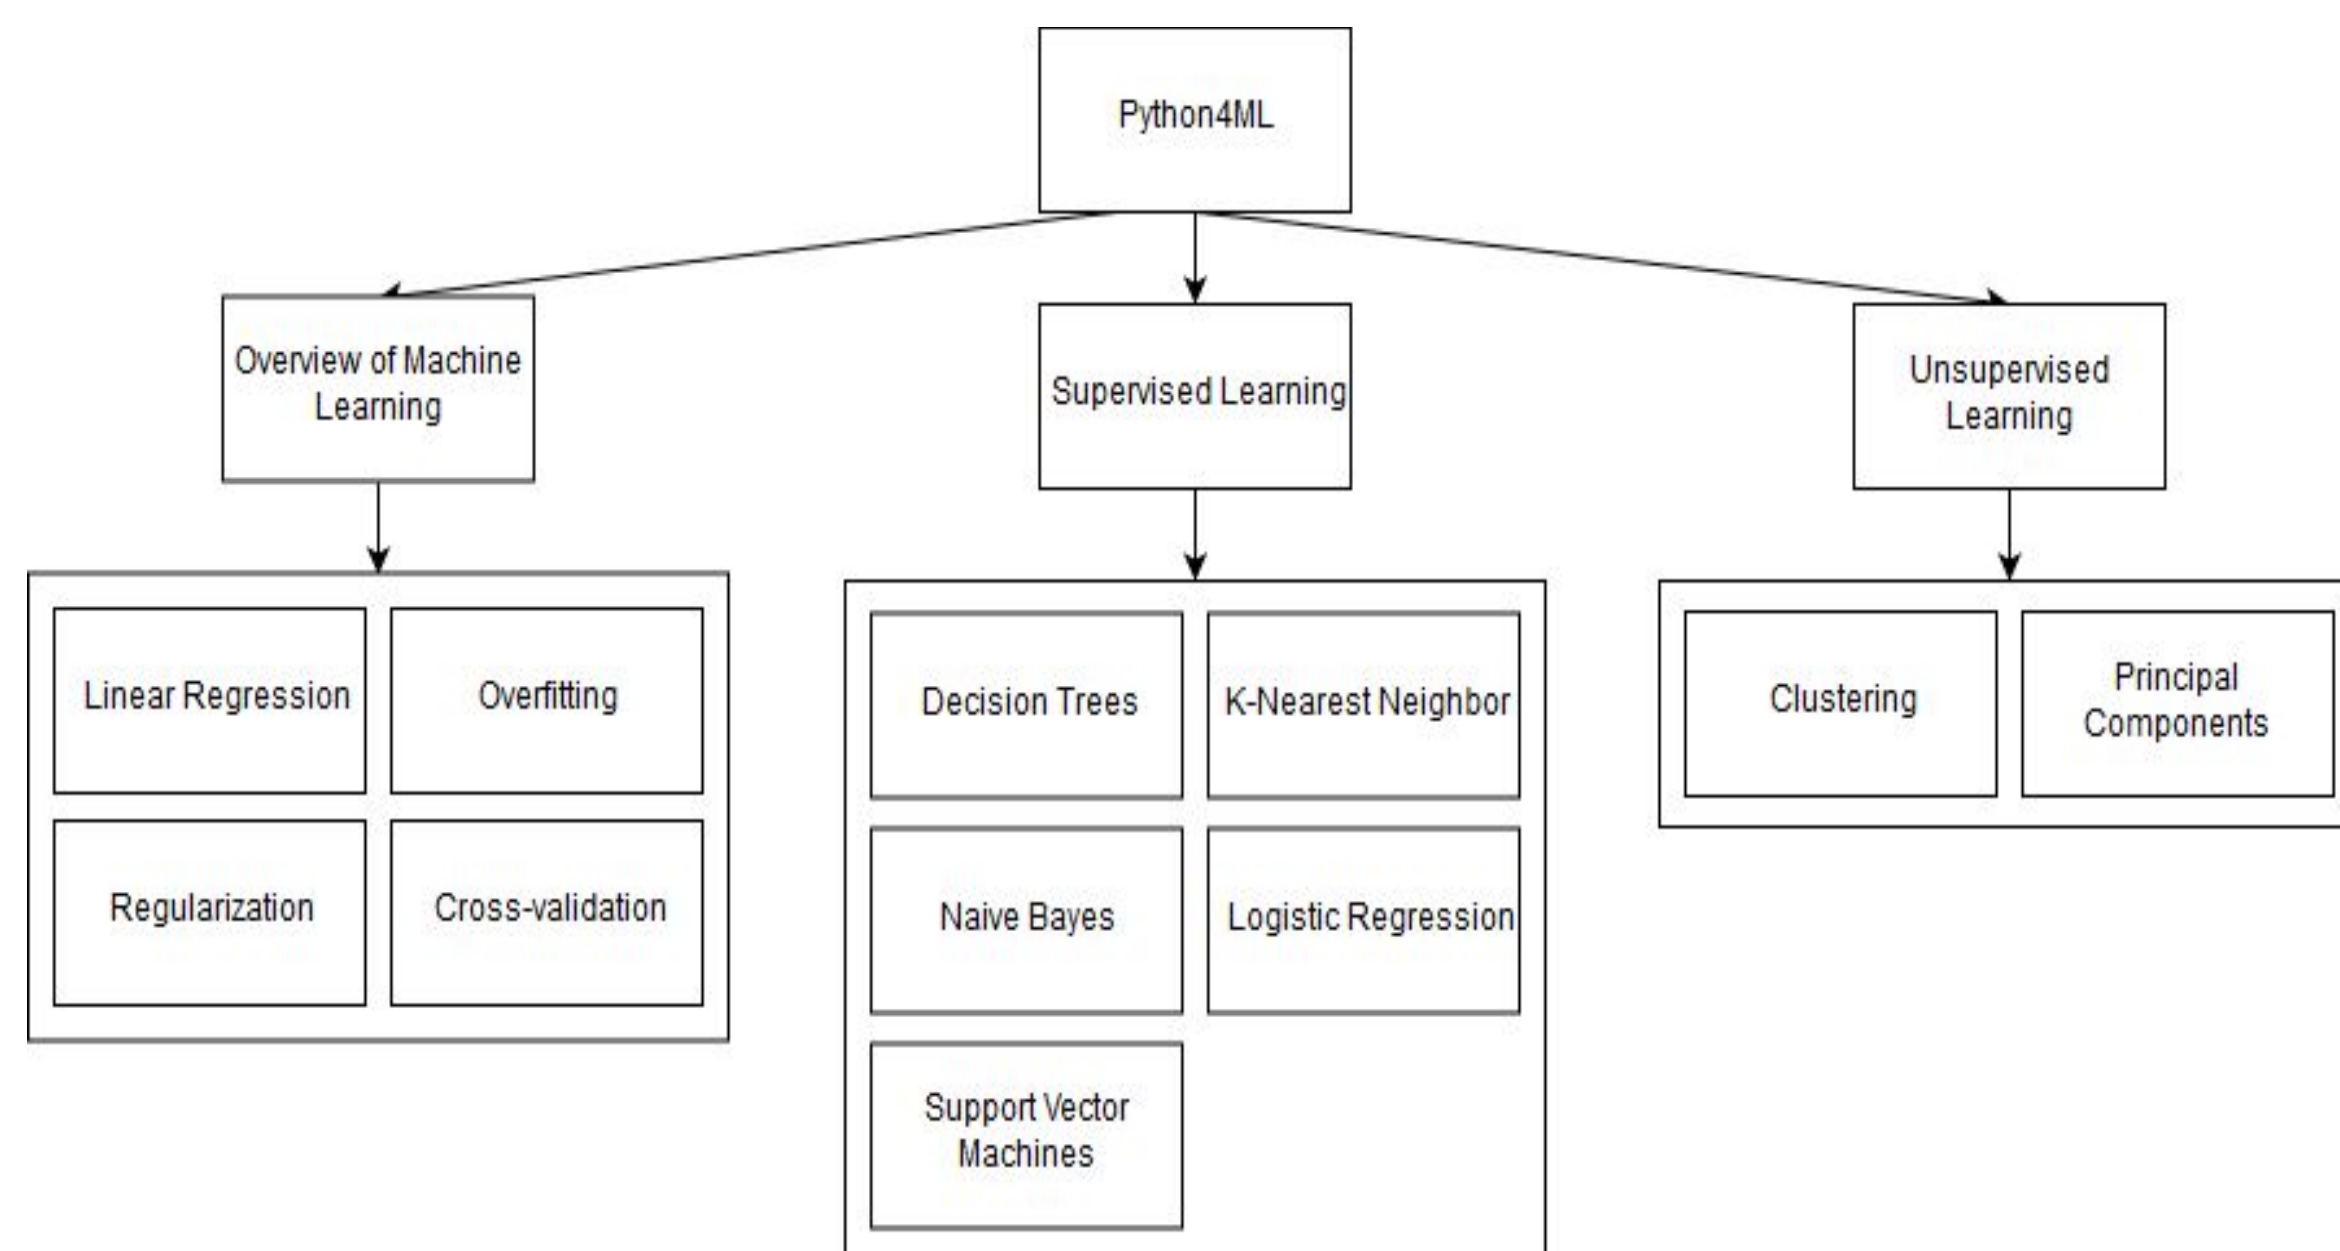 Python4ML
Overview of Machine
Learning
Supervised Learning
Unsupervised
Learning
Linear Regression
Overfitting
Regularization
Cross-validation
Decision Trees
K-Nearest Neighbor
Naive Bayes
Logistic Regression
Support Vector
Machines
Clustering
Principal
Components